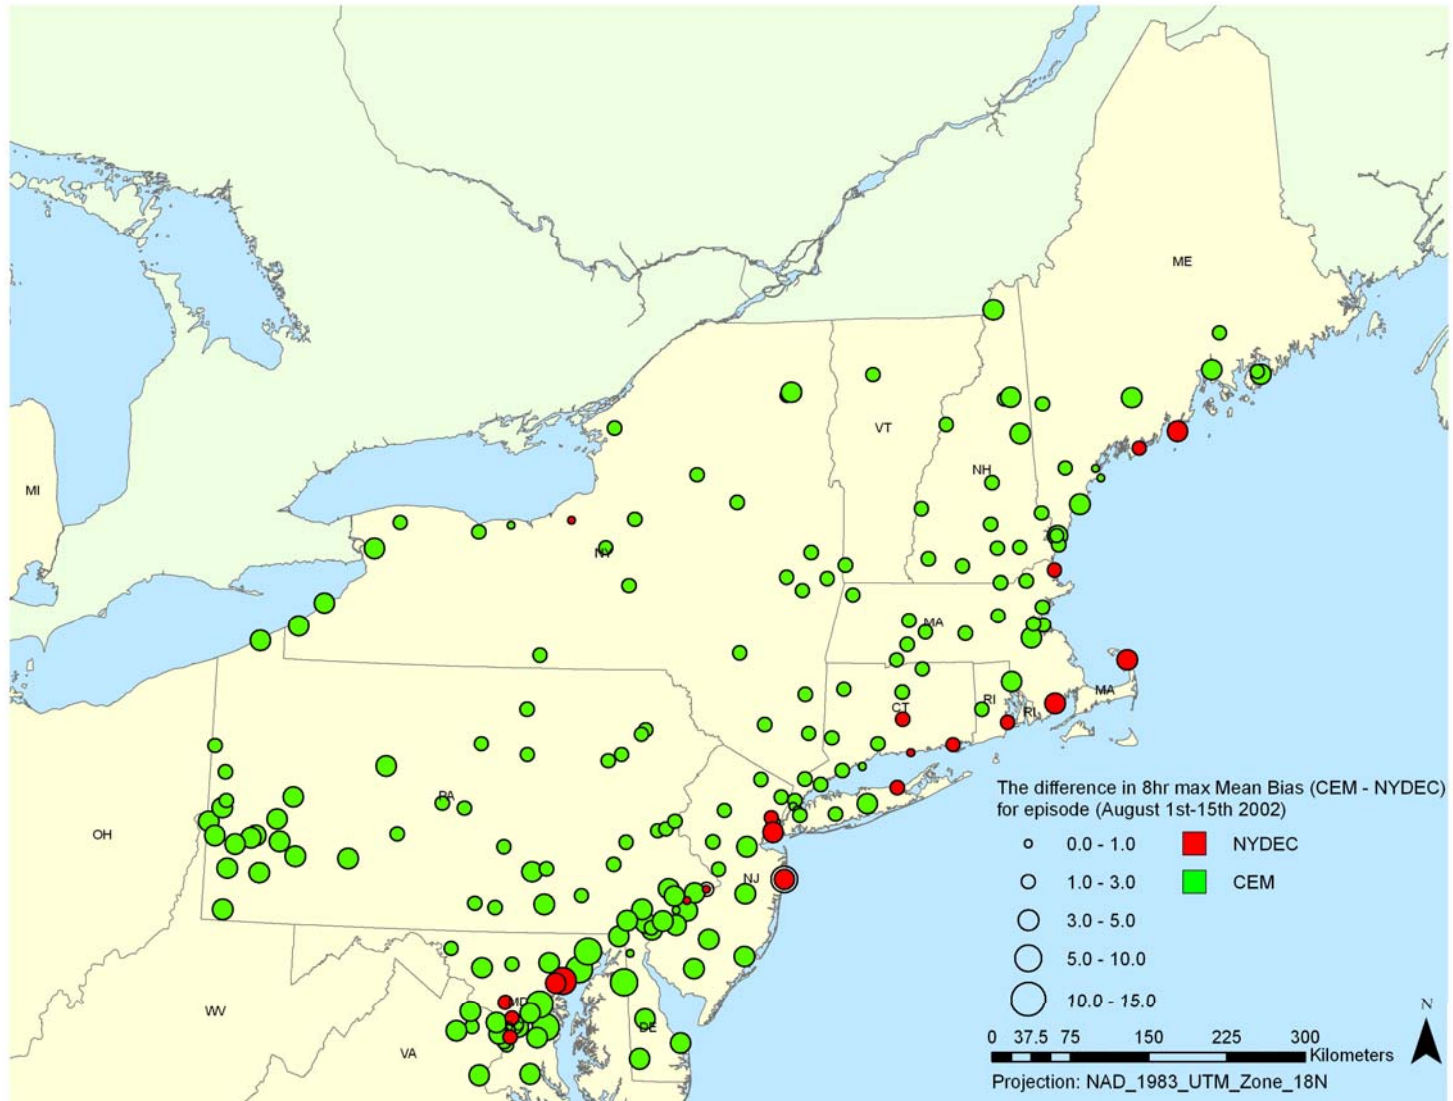 ME
VT
NH
MI
NY
MA
MA
CT
RI
RI
PA
OH
NJ
MD
WV
DE
VA
The difference in 8hr max Mean Bias (CEM - NYDEC)
for episode (August 1st-15th 2002)
0.0 - 1.0 NYDEC
1.0 - 3.0 CEM
3.0 - 5.0
5.0 - 10.0
10.0 - 15.0
N
0 37.5 75 150 225 300
Kilometers
Projection: NAD_1983_UTM_Zone_18N